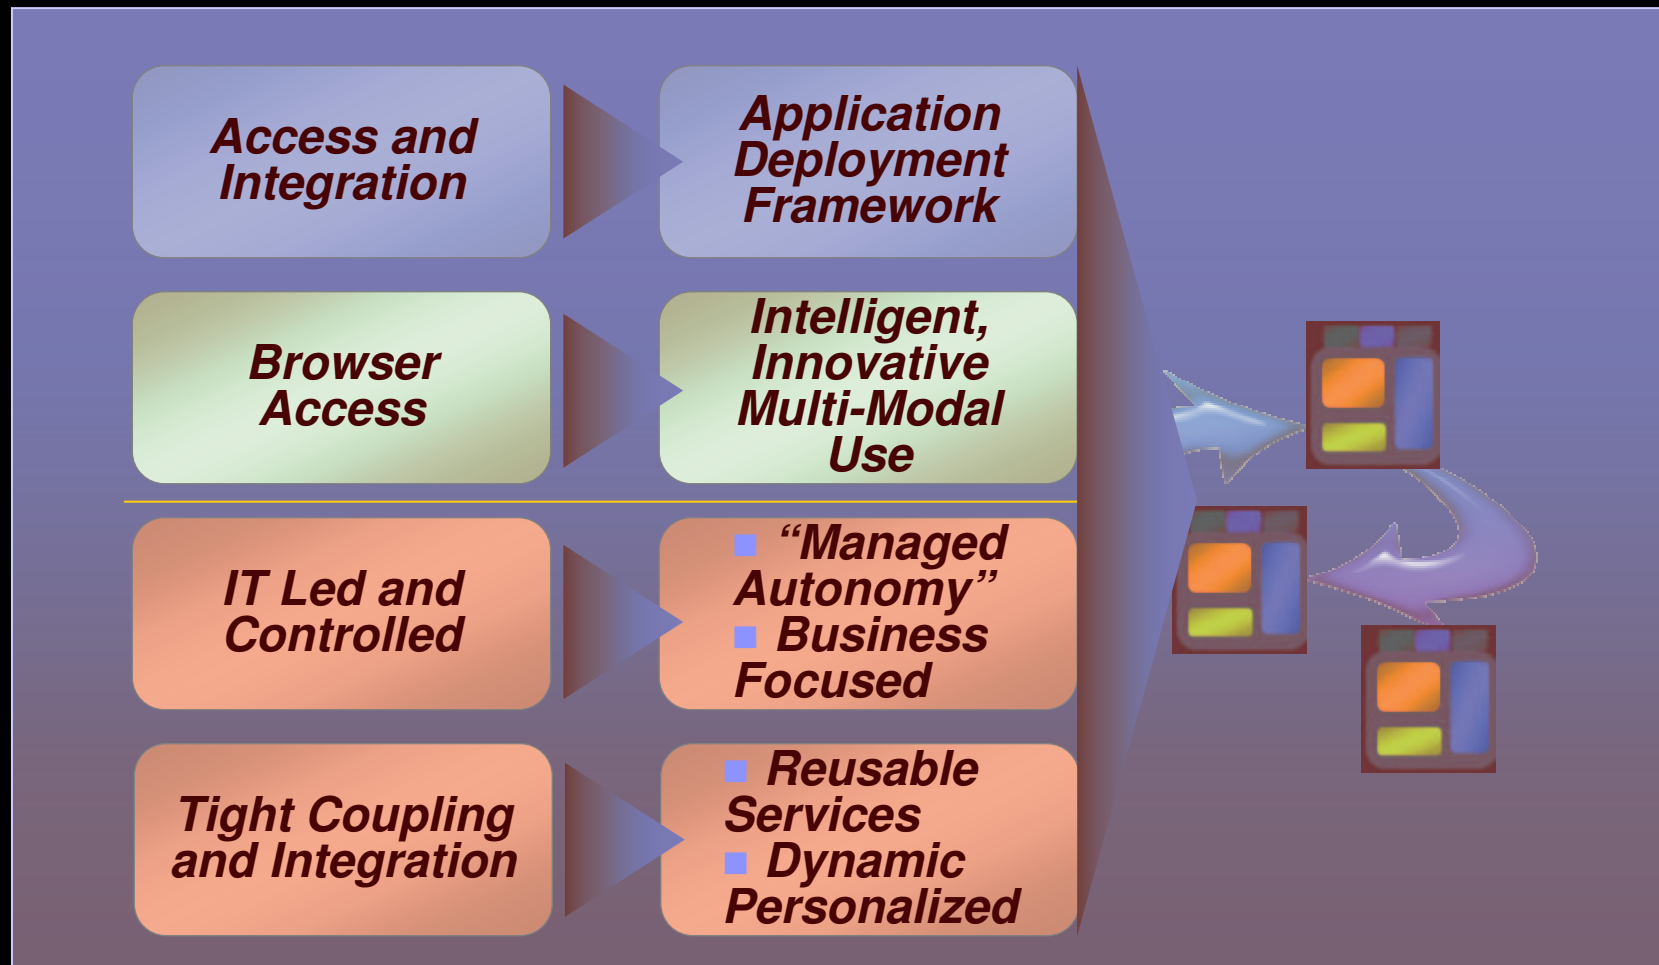 Access and
Integration
Application
Deployment
Framework
Browser
Access
Intelligent,
Innovative
Multi-Modal
Use
IT Led and
Controlled
■ “Managed
Autonomy”
■ Business
Focused
Tight Coupling
and Integration
■ Reusable
Services
■ Dynamic
Personalized